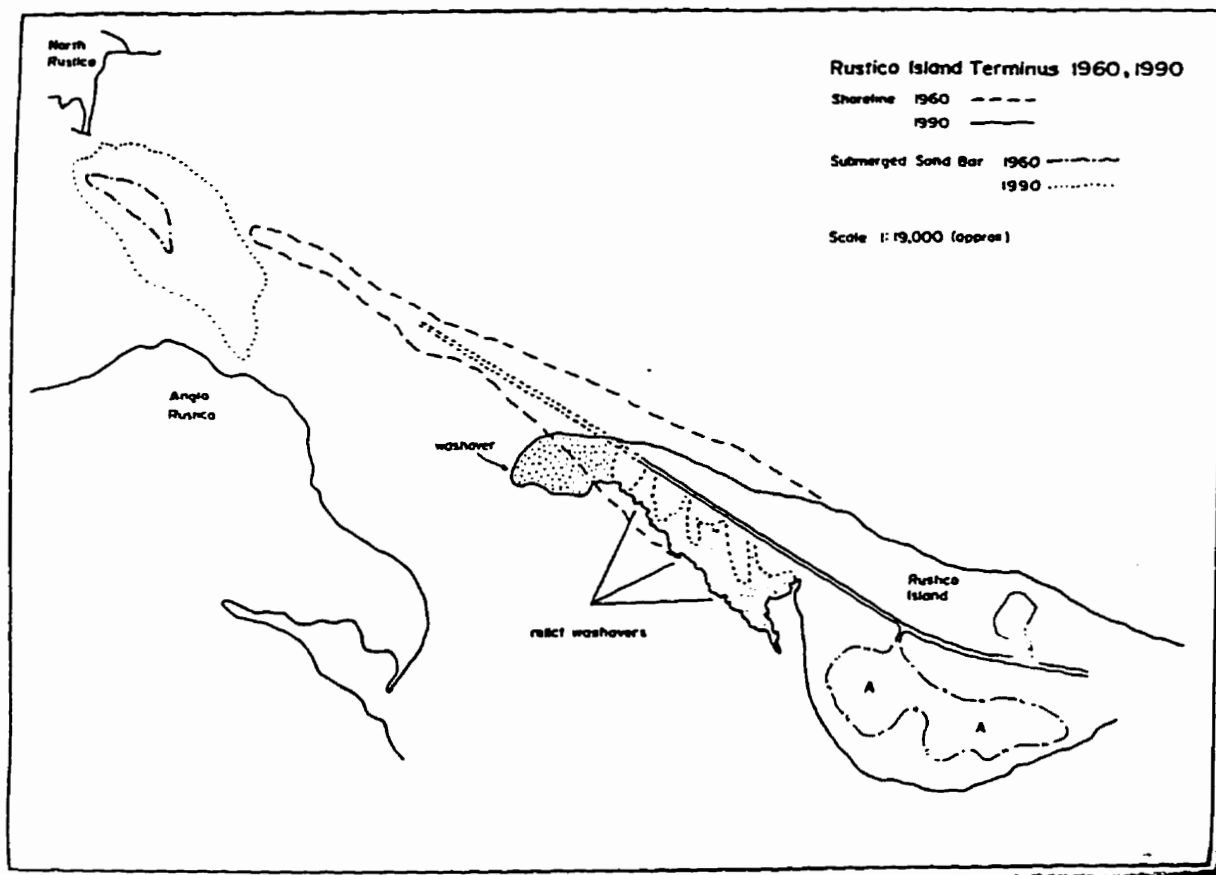 North
Rustico
Rustico Island Terminus 1960, 1990
Shoreline 1960
1990
Submerged Sand Bar 1960
1990
Scale 1:19,000 (approx)
Anglo
Rustico
washover
relict washovers
Rustico
Island
A
A